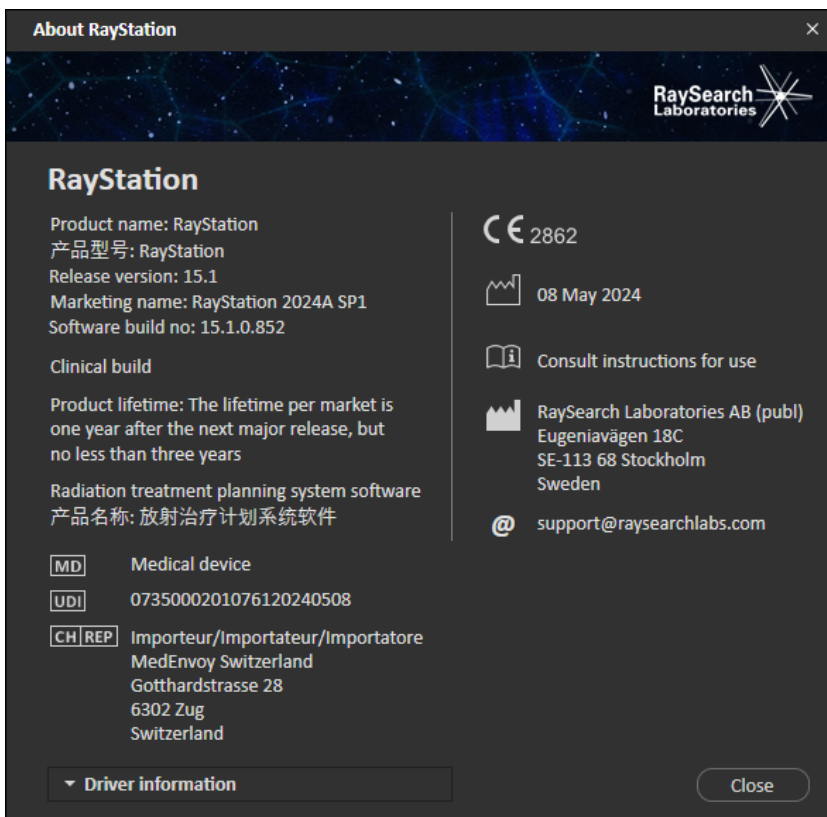 About RayStation
RaySearch
Laboratories
RayStation
Product name: RayStation
产品型号: RayStation
Release version: 15.1
Marketing name: RayStation 2024A SP1
Software build no: 15.1.0.852
Clinical build
Product lifetime: The lifetime per market is
one year after the next major release, but
no less than three years
Radiation treatment planning system software
产品名称: 放射治疗计划系统软件
CE 2862
08 May 2024
Consult instructions for use
RaySearch Laboratories AB (publ)
Eugeniavägen 18C
SE-113 68 Stockholm
Sweden
@ support@raysearchlabs.com
MD Medical device
UDI 0735000201076120240508
CH REP Importeur/Importateur/Importatore
MedEnvoy Switzerland
Gotthardstrasse 28
6302 Zug
Switzerland
Driver information
Close